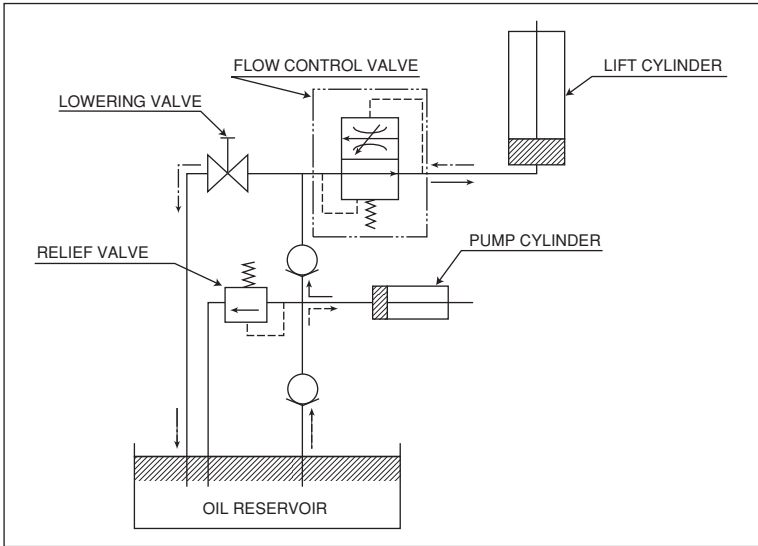 FLOW CONTROL VALVE
LIFT CYLINDER
LOWERING VALVE
PUMP CYLINDER
RELIEF VALVE
OIL RESERVOIR